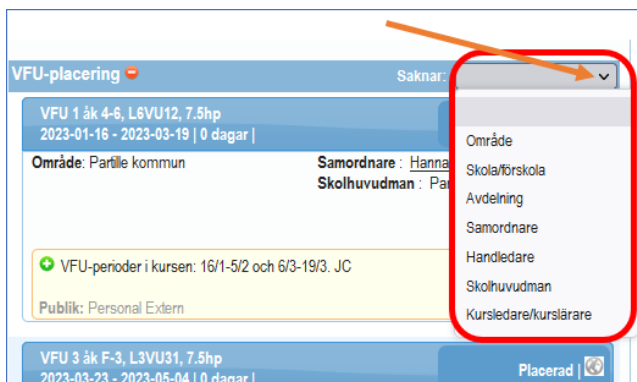 VFU-placering
Saknar:
VFU 1 åk 4-6, L6VU12, 7.5hp
2023-01-16 - 2023-03-19 | 0 dagar |
Område: Partille kommun
Samordnare : Hanna
Skolhuvudman : Par
VFU-perioder i kursen: 16/1-5/2 och 6/3-19/3. JC
Publik: Personal Extern
Område
Skola/förskola
Avdelning
Samordnare
Handledare
Skolhuvudman
Kursledare/kurslärare
VFU 3 åk F-3, L3VU31, 7.5hp
Placerad |
2023-03-23 - 2023-05-04 | 0 dagar |